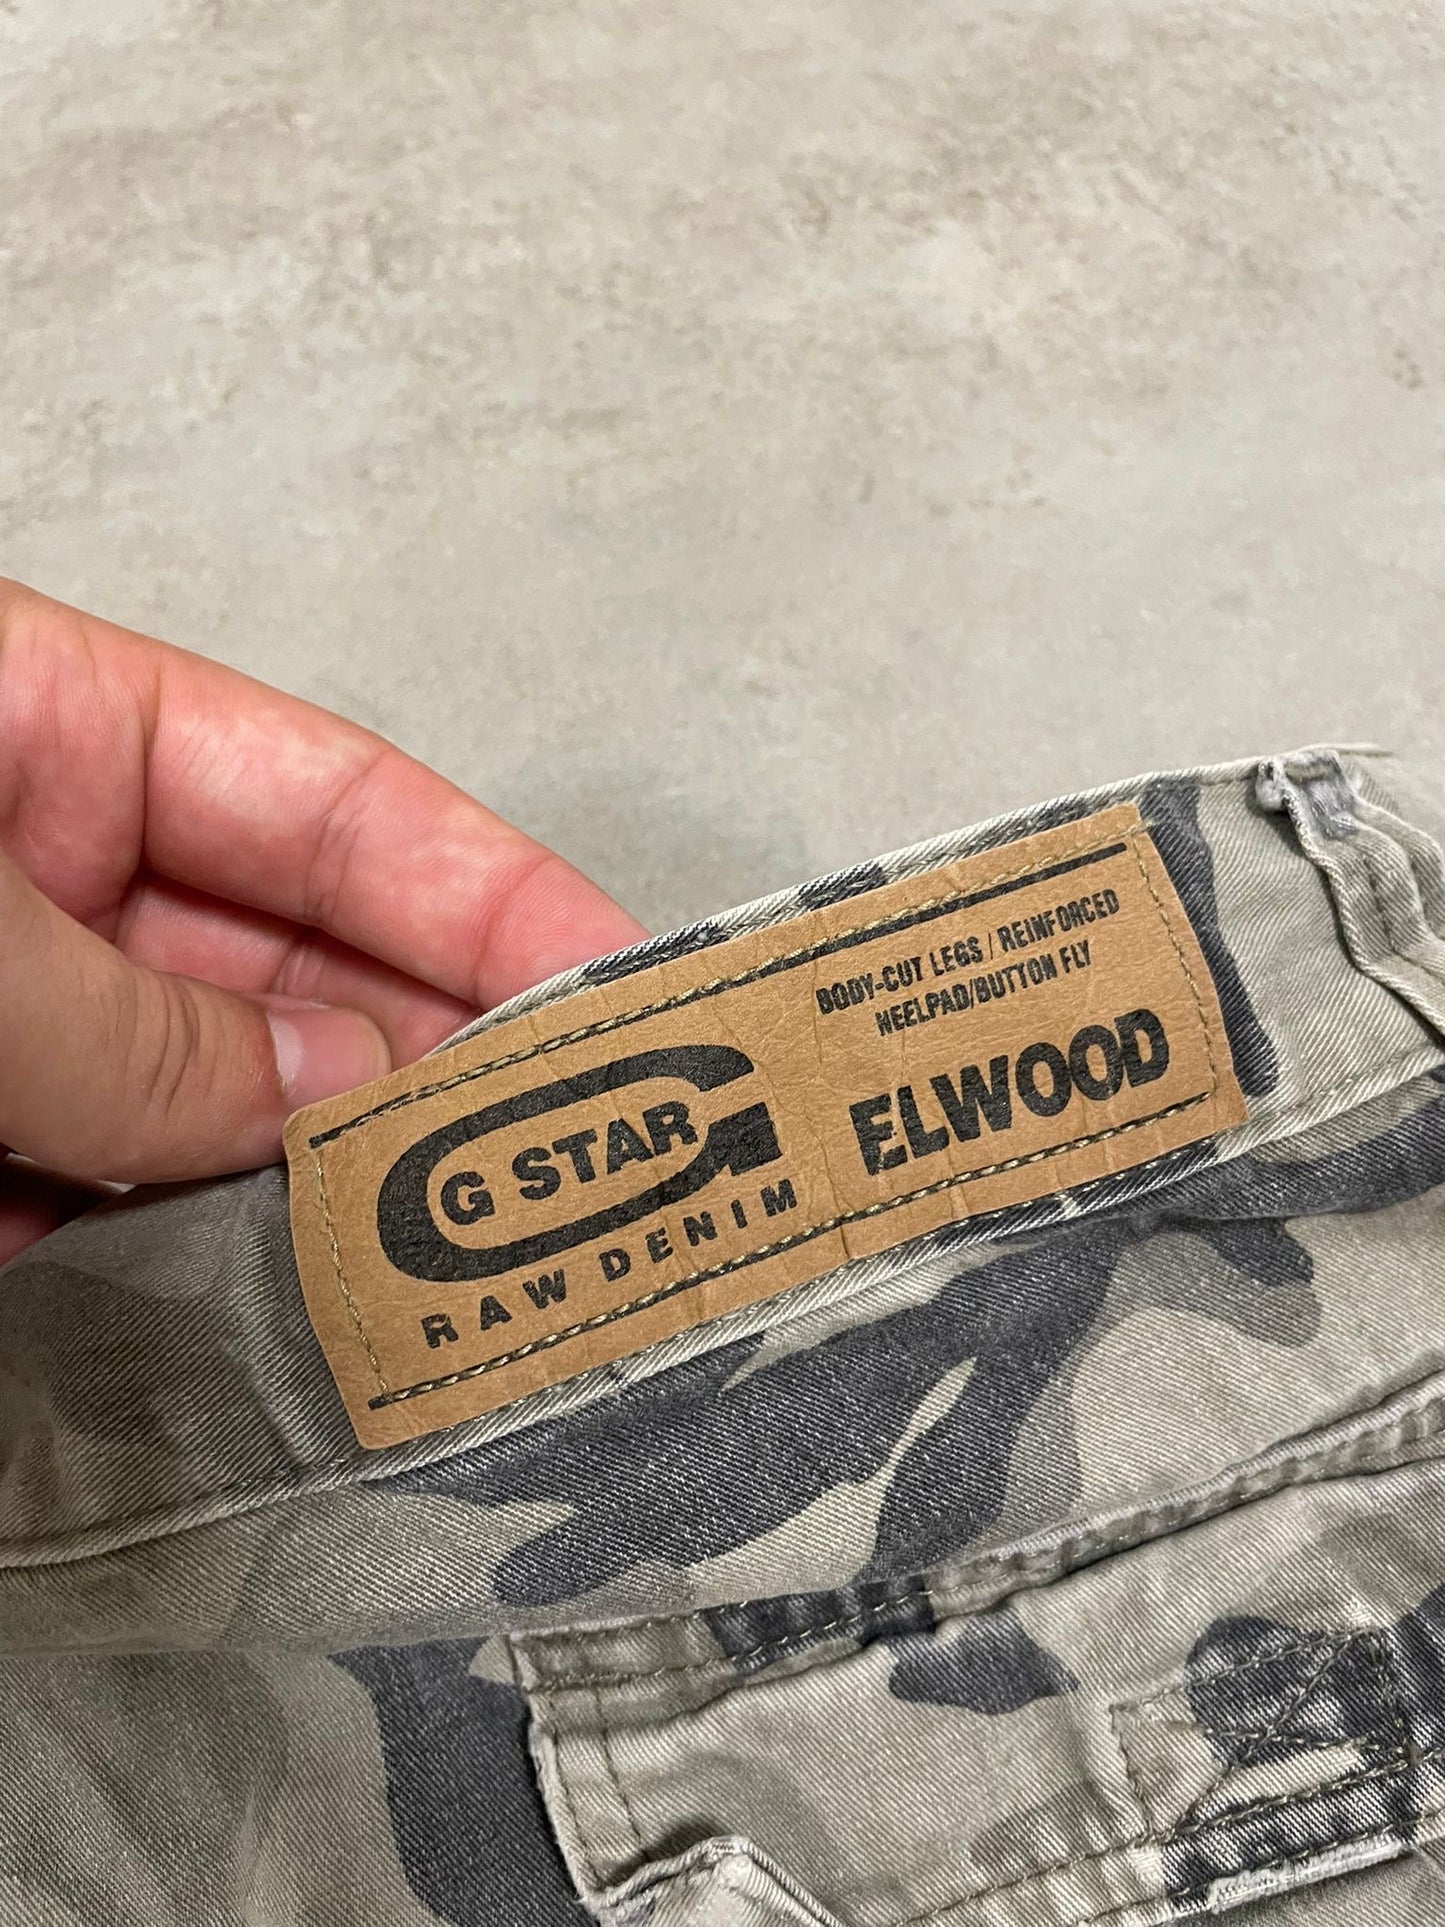 G STAR
RAW DENIM
BODY-CUT LEGS / REINFORCED
HEELPAD/BUTTON FLY
ELWOOD